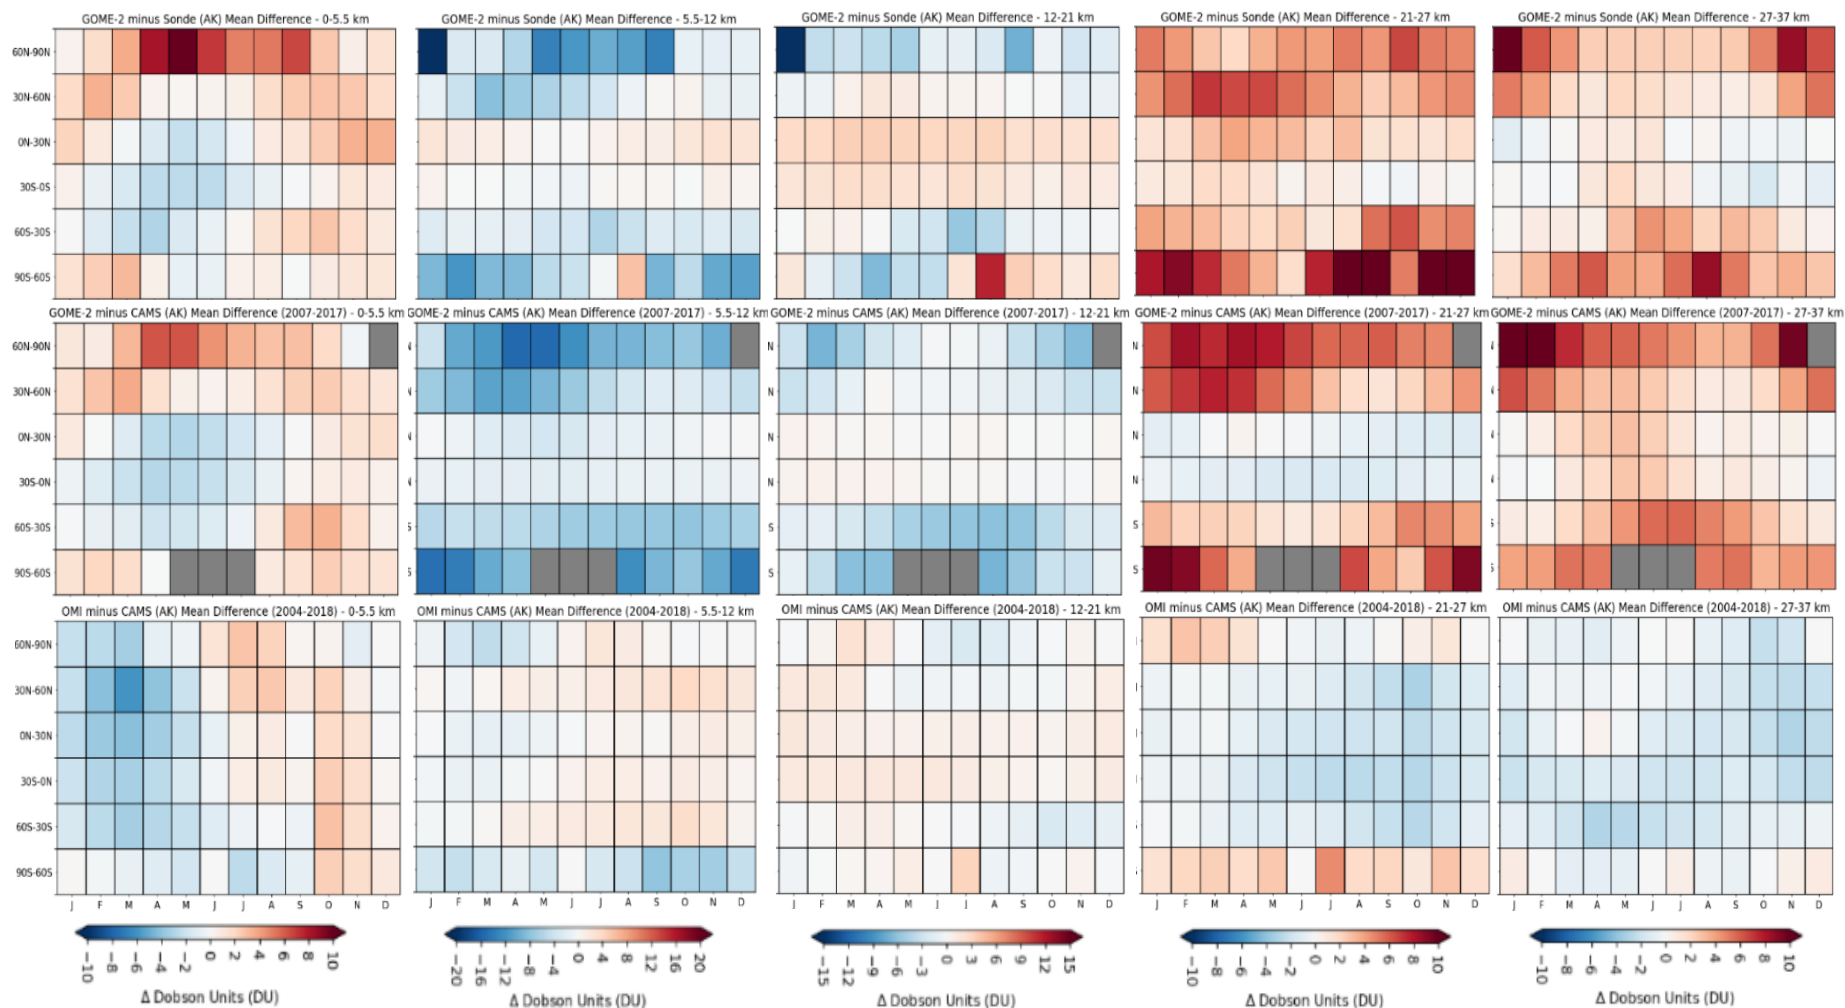 GOME-2 minus Sonde (AK) Mean Difference - 0-5.5 km
GOME-2 minus Sonde (AK) Mean Difference - 5.5-12 km
GOME-2 minus Sonde (AK) Mean Difference - 12-21 km
GOME-2 minus Sonde (AK) Mean Difference - 21-27 km
GOME-2 minus Sonde (AK) Mean Difference - 27-37 km
60N-90N
30N-60N
0N-30N
30S-0S
60S-30S
90S-60S
GOME-2 minus CAMS (AK) Mean Difference (2007-2017) - 0-5.5 km
GOME-2 minus CAMS (AK) Mean Difference (2007-2017) - 5.5-12 km
GOME-2 minus CAMS (AK) Mean Difference (2007-2017) - 12-21 km
GOME-2 minus CAMS (AK) Mean Difference (2007-2017) - 21-27 km
GOME-2 minus CAMS (AK) Mean Difference (2007-2017) - 27-37 km
60N-90N
30N-60N
0N-30N
30S-0N
60S-30S
90S-60S
OMI minus CAMS (AK) Mean Difference (2004-2018) - 0-5.5 km
OMI minus CAMS (AK) Mean Difference (2004-2018) - 5.5-12 km
OMI minus CAMS (AK) Mean Difference (2004-2018) - 12-21 km
OMI minus CAMS (AK) Mean Difference (2004-2018) - 21-27 km
OMI minus CAMS (AK) Mean Difference (2004-2018) - 27-37 km
60N-90N
30N-60N
0N-30N
30S-0N
60S-30S
90S-60S
J F M A M J J A S O N D
J F M A M J J A S O N D
J F M A M J J A S O N D
J F M A M J J A S O N D
J F M A M J J A S O N D
−10 −8 −6 −4 −2 0 2 4 6 8 10
−20 −16 −12 −8 −4 0 4 8 12 16 20
−15 −12 −9 −6 −3 0 3 6 9 12 15
−10 −8 −6 −4 −2 0 2 4 6 8 10
−10 −8 −6 −4 −2 0 2 4 6 8 10
Δ Dobson Units (DU)
Δ Dobson Units (DU)
Δ Dobson Units (DU)
Δ Dobson Units (DU)
Δ Dobson Units (DU)